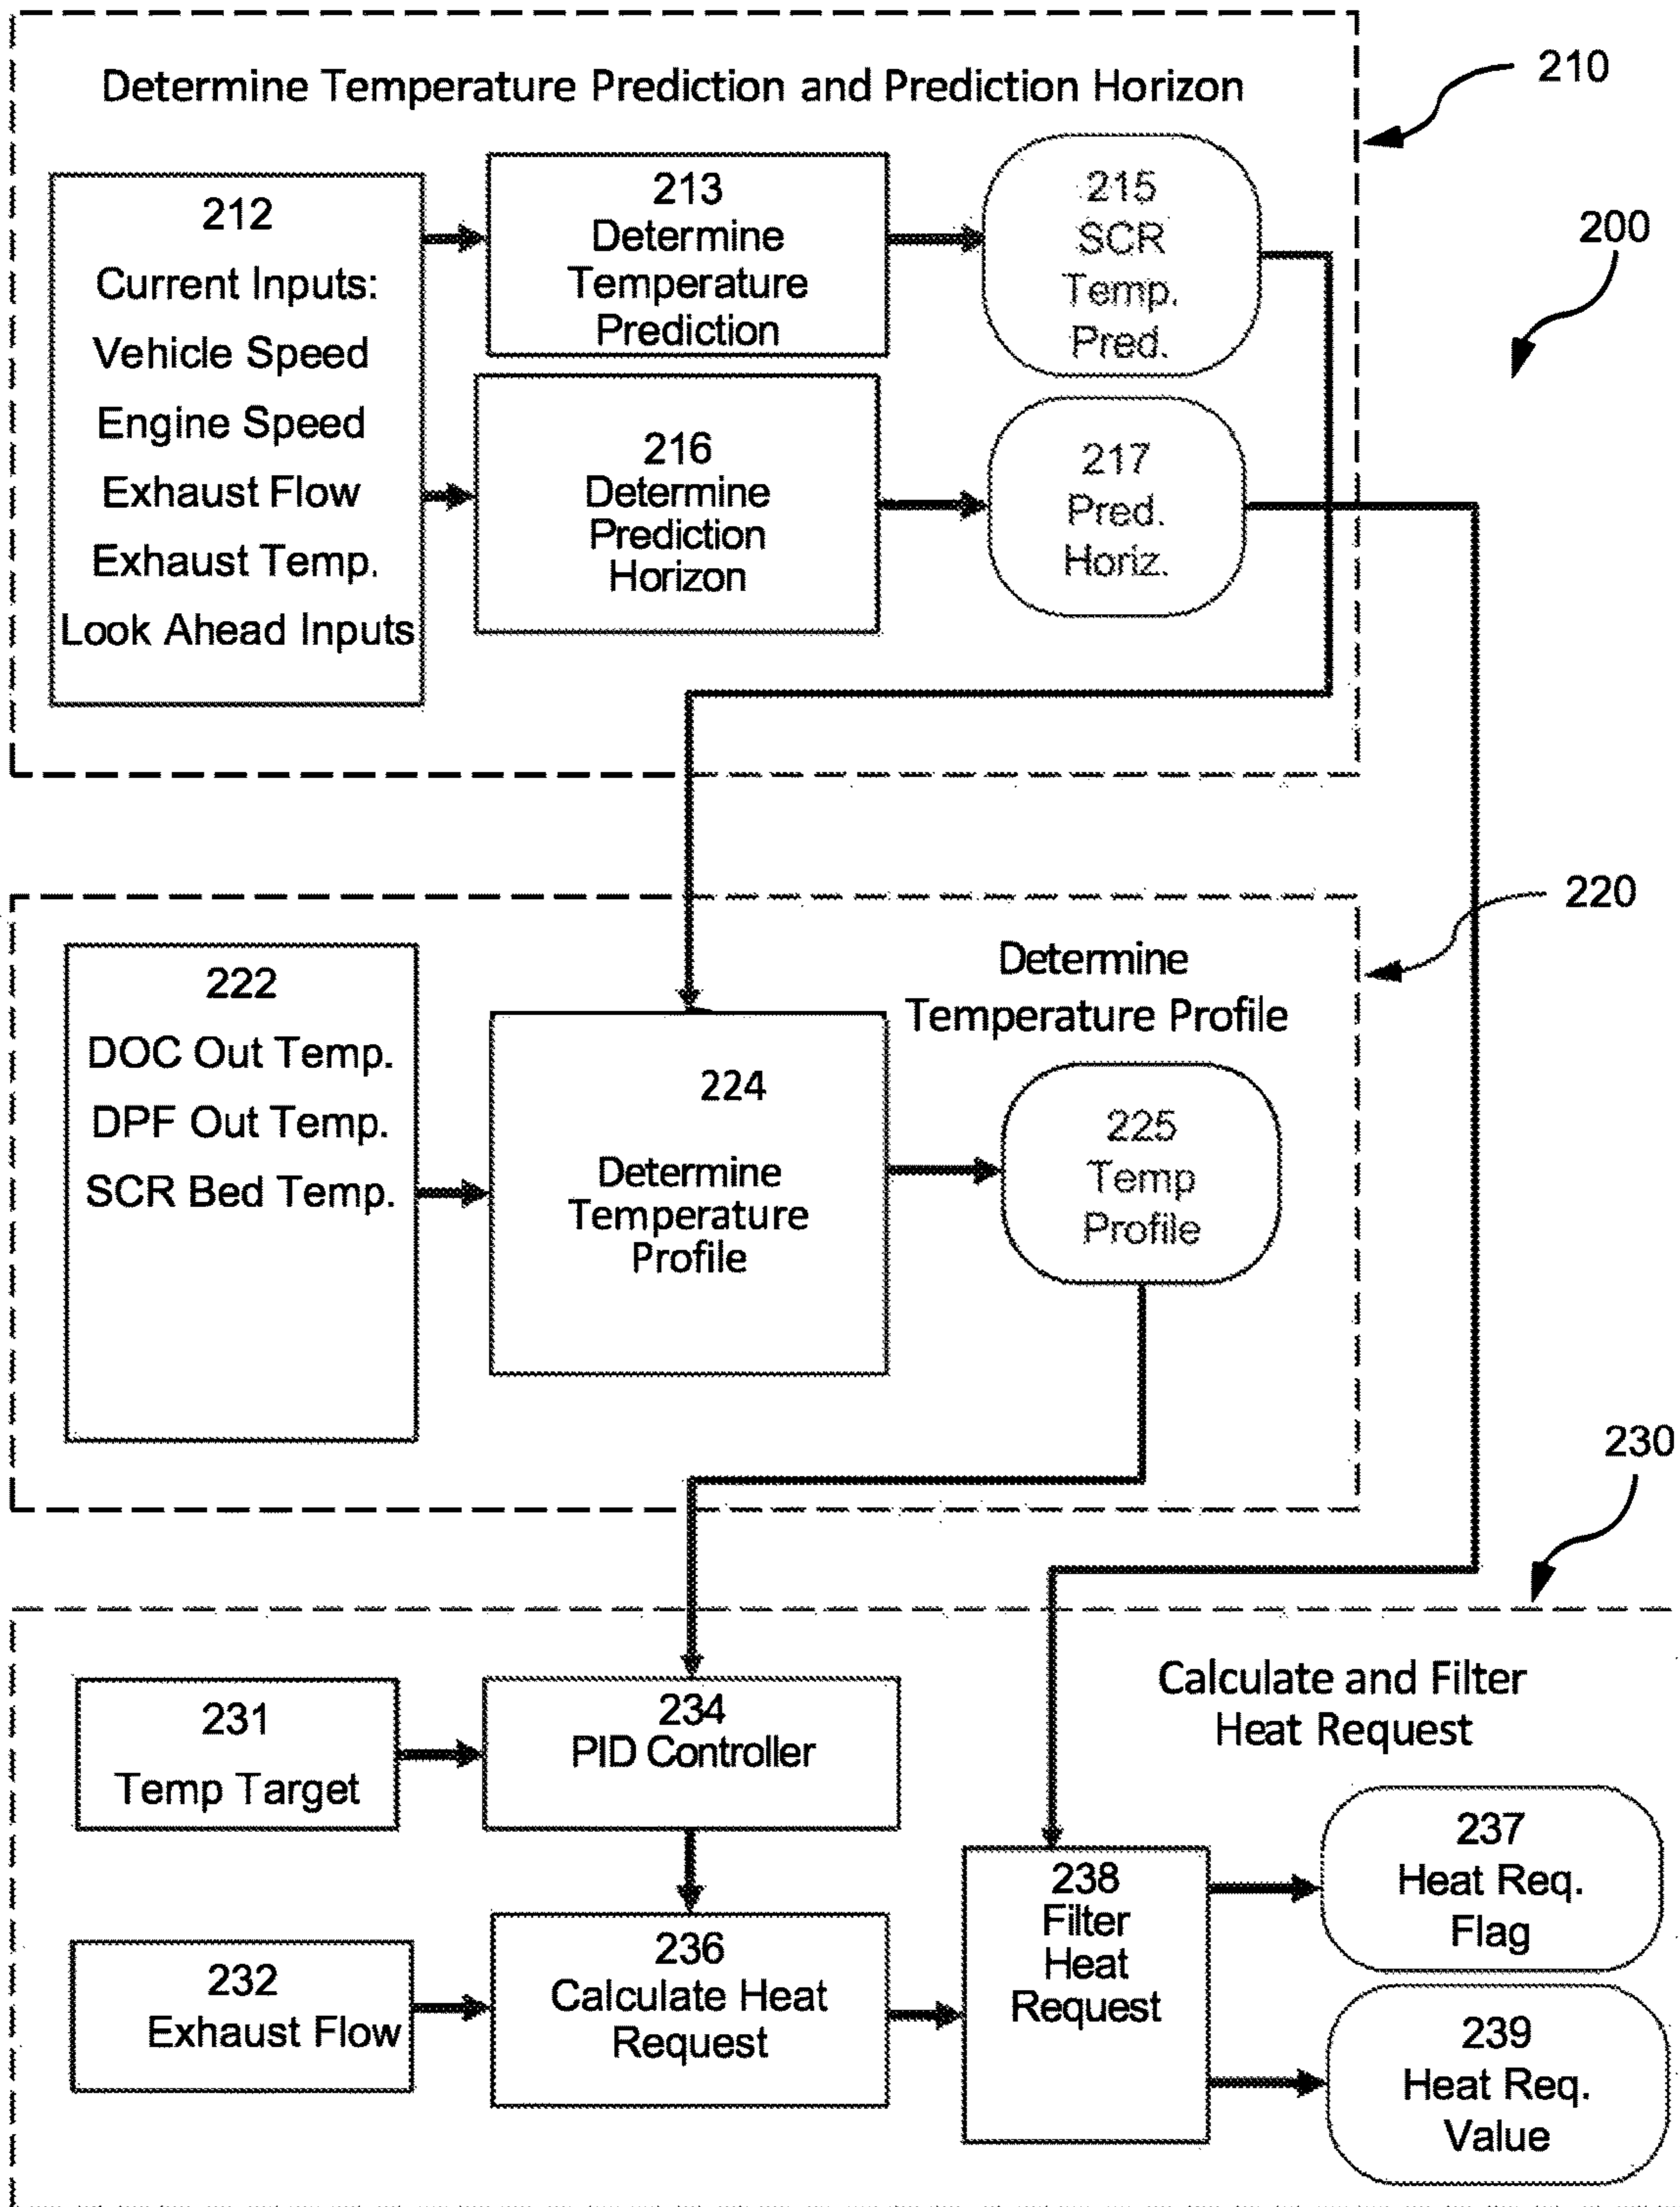 Determine Temperature Prediction and Prediction Horizon
210
212
Current Inputs:
Vehicle Speed
Engine Speed
Exhaust Flow
Exhaust Temp.
Look Ahead Inputs
213
Determine
Temperature
Prediction
215
SCR
Temp.
Pred.
200
216
Determine
Prediction
Horizon
217
Pred.
Horiz.
220
222
DOC Out Temp.
DPF Out Temp.
SCR Bed Temp.
224
Determine
Temperature
Profile
Determine
Temperature Profile
225
Temp
Profile
230
231
Temp Target
234
PID Controller
Calculate and Filter
Heat Request
232
Exhaust Flow
236
Calculate Heat
Request
238
Filter
Heat
Request
237
Heat Req.
Flag
239
Heat Req.
Value